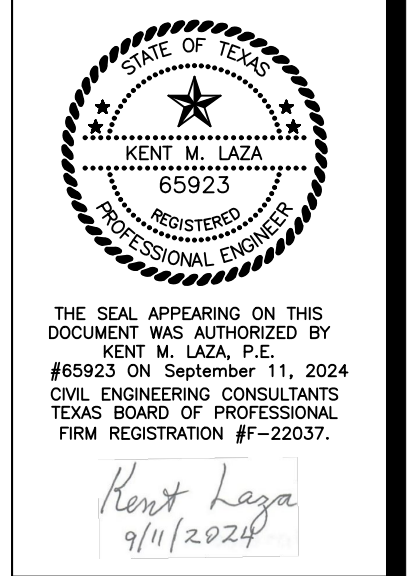 STATE OF TEXAS
KENT M. LAZA
65923
REGISTERED
PROFESSIONAL ENGINEER
THE SEAL APPEARING ON THIS
DOCUMENT WAS AUTHORIZED BY
KENT M. LAZA, P.E.
#65923 ON September 11, 2024
CIVIL ENGINEERING CONSULTANTS
TEXAS BOARD OF PROFESSIONAL
FIRM REGISTRATION #F-22037.
Kent Laza
9/11/2024